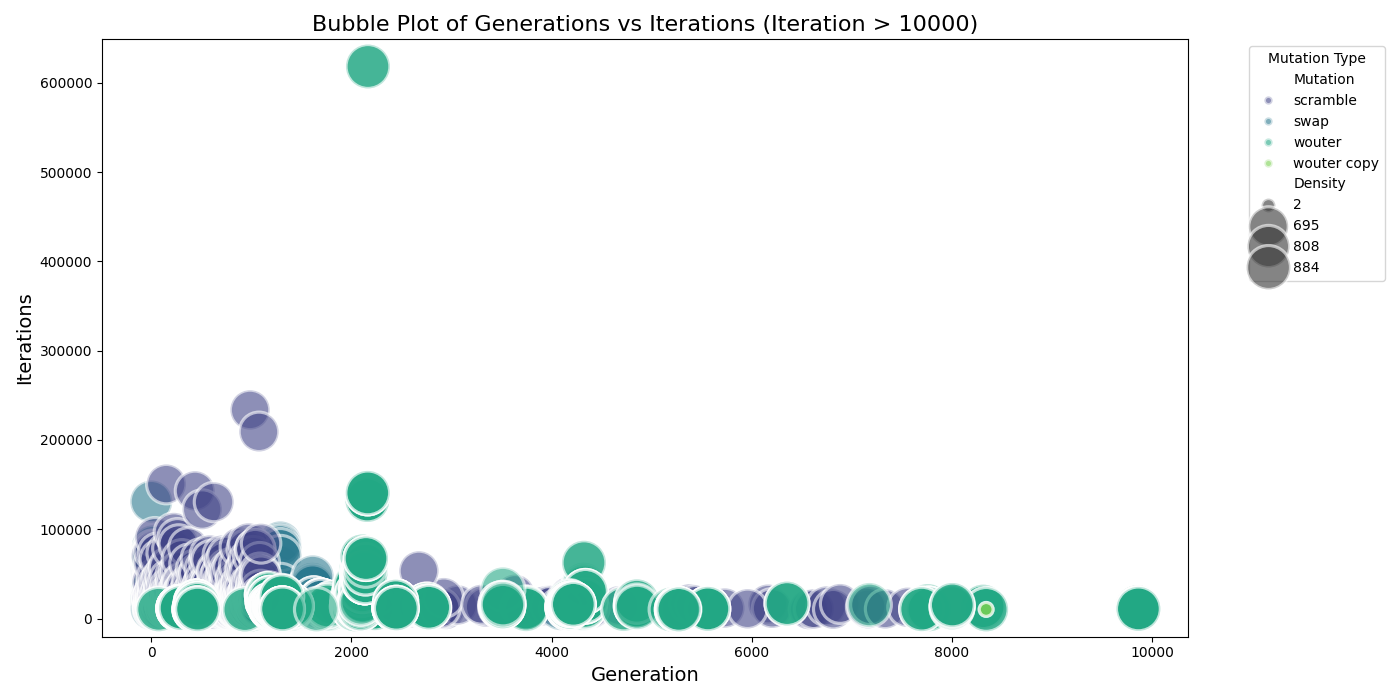 Bubble Plot of Generations vs Iterations (Iteration > 10000)
600000
500000
400000
300000
200000
100000
0
Iterations
0 2000 4000 6000 8000 10000
Generation
Mutation Type
Mutation
scramble
swap
wouter
wouter copy
Density
2
695
808
884